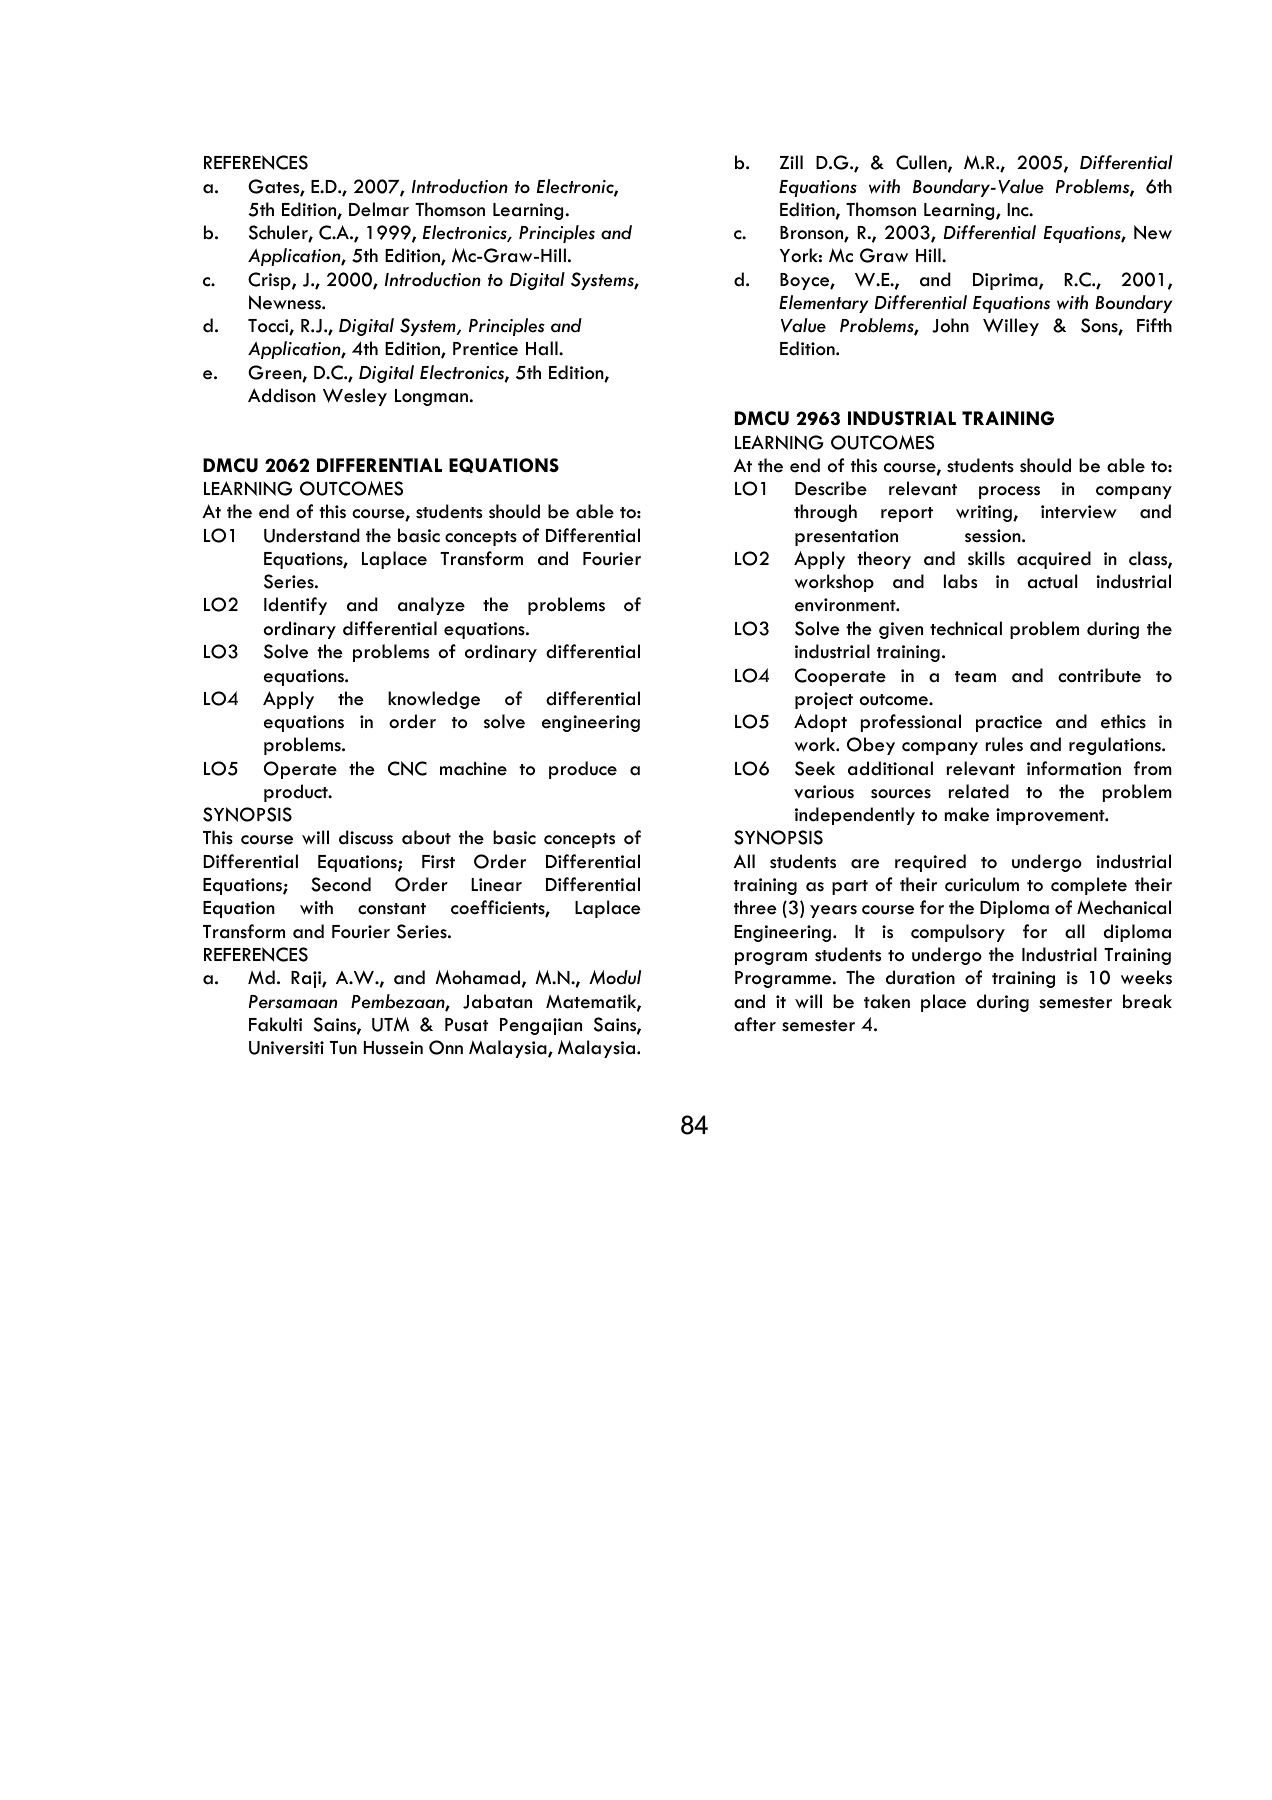 REFERENCES
a. Gates, E.D., 2007, Introduction to Electronic,
5th Edition, Delmar Thomson Learning.
b. Schuler, C.A., 1999, Electronics, Principles and
Application, 5th Edition, Mc-Graw-Hill.
c. Crisp, J., 2000, Introduction to Digital Systems,
Newness.
d. Tocci, R.J., Digital System, Principles and
Application, 4th Edition, Prentice Hall.
e. Green, D.C., Digital Electronics, 5th Edition,
Addison Wesley Longman.
DMCU 2062 DIFFERENTIAL EQUATIONS
LEARNING OUTCOMES
At the end of this course, students should be able to:
LO1 Understand the basic concepts of Differential
Equations, Laplace Transform and Fourier
Series.
LO2 Identify and analyze the problems of
ordinary differential equations.
LO3 Solve the problems of ordinary differential
equations.
LO4 Apply the knowledge of differential
equations in order to solve engineering
problems.
LO5 Operate the CNC machine to produce a
product.
SYNOPSIS
This course will discuss about the basic concepts of
Differential Equations; First Order Differential
Equations; Second Order Linear Differential
Equation with constant coefficients, Laplace
Transform and Fourier Series.
REFERENCES
a. Md. Raji, A.W., and Mohamad, M.N., Modul
Persamaan Pembezaan, Jabatan Matematik,
Fakulti Sains, UTM & Pusat Pengajian Sains,
Universiti Tun Hussein Onn Malaysia, Malaysia.
b. Zill D.G., & Cullen, M.R., 2005, Differential
Equations with Boundary-Value Problems, 6th
Edition, Thomson Learning, Inc.
c. Bronson, R., 2003, Differential Equations, New
York: Mc Graw Hill.
d. Boyce, W.E., and Diprima, R.C., 2001,
Elementary Differential Equations with Boundary
Value Problems, John Willey & Sons, Fifth
Edition.
DMCU 2963 INDUSTRIAL TRAINING
LEARNING OUTCOMES
At the end of this course, students should be able to:
LO1 Describe relevant process in company
through report writing, interview and
presentation session.
LO2 Apply theory and skills acquired in class,
workshop and labs in actual industrial
environment.
LO3 Solve the given technical problem during the
industrial training.
LO4 Cooperate in a team and contribute to
project outcome.
LO5 Adopt professional practice and ethics in
work. Obey company rules and regulations.
LO6 Seek additional relevant information from
various sources related to the problem
independently to make improvement.
SYNOPSIS
All students are required to undergo industrial
training as part of their curiculum to complete their
three (3) years course for the Diploma of Mechanical
Engineering. It is compulsory for all diploma
program students to undergo the Industrial Training
Programme. The duration of training is 10 weeks
and it will be taken place during semester break
after semester 4.
84